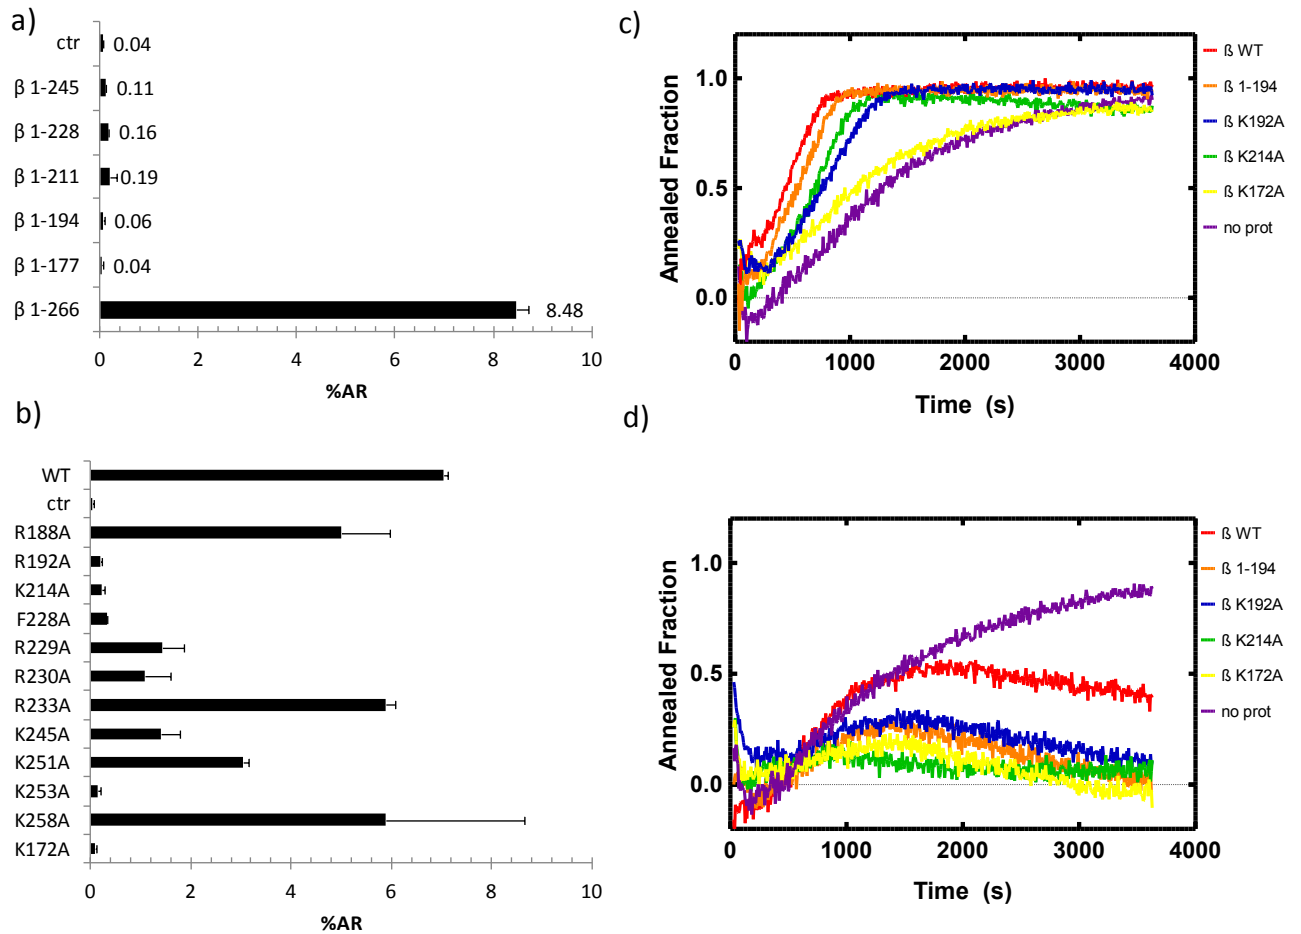 a)
ctr 0.04
β 1-245 0.11
β 1-228 0.16
β 1-211 0.19
β 1-194 0.06
β 1-177 0.04
β 1-266 8.48
0 2 4 6 8 10
%AR
b)
WT
ctr
R188A
R192A
K214A
F228A
R229A
R230A
R233A
K245A
K251A
K253A
K258A
K172A
0 2 4 6 8 10
%AR
c)
Annealed Fraction
1.0
0.5
0.0
0 1000 2000 3000 4000
Time (s)
ß WT
ß 1-194
ß K192A
ß K214A
ß K172A
no prot
d)
Annealed Fraction
1.0
0.5
0.0
0 1000 2000 3000 4000
Time (s)
ß WT
ß 1-194
ß K192A
ß K214A
ß K172A
no prot